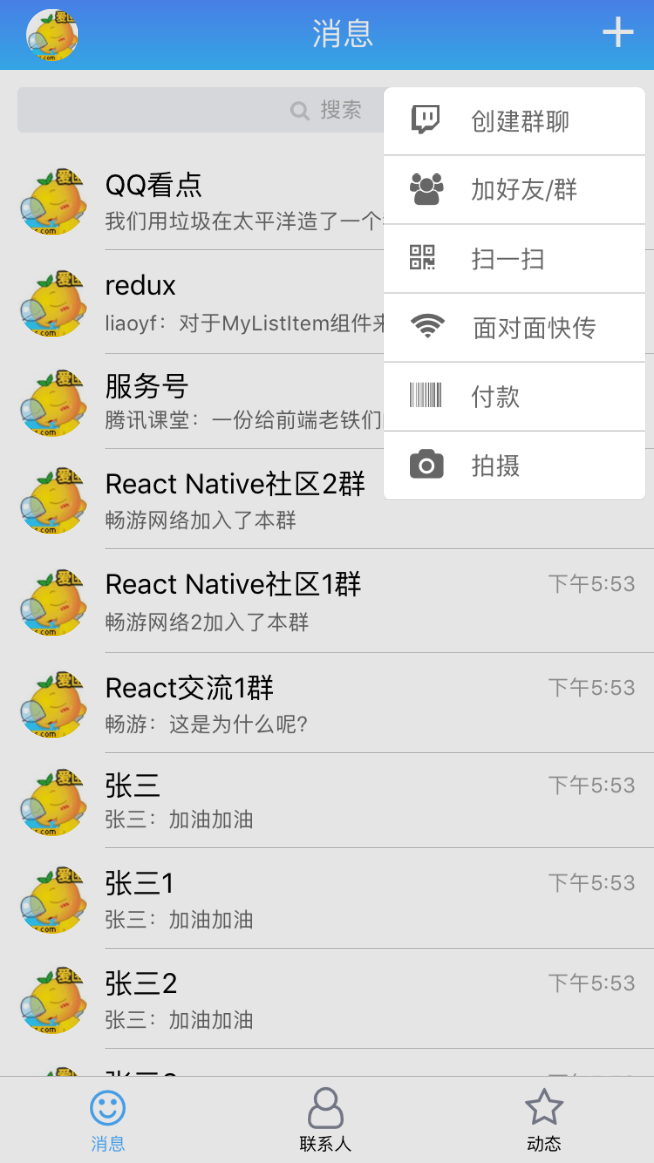 消息
搜索
创建群聊
加好友/群
扫一扫
面对面快传
付款
拍摄
QQ看点
我们用垃圾在太平洋造了一个
redux
liaoyf：对于MyListItem组件来
服务号
腾讯课堂：一份给前端老铁们
React Native社区2群
畅游网络加入了本群
React Native社区1群
下午5:53
畅游网络2加入了本群
React交流1群
下午5:53
畅游：这是为什么呢?
张三
下午5:53
张三：加油加油
张三1
下午5:53
张三：加油加油
张三2
下午5:53
张三：加油加油
消息
联系人
动态